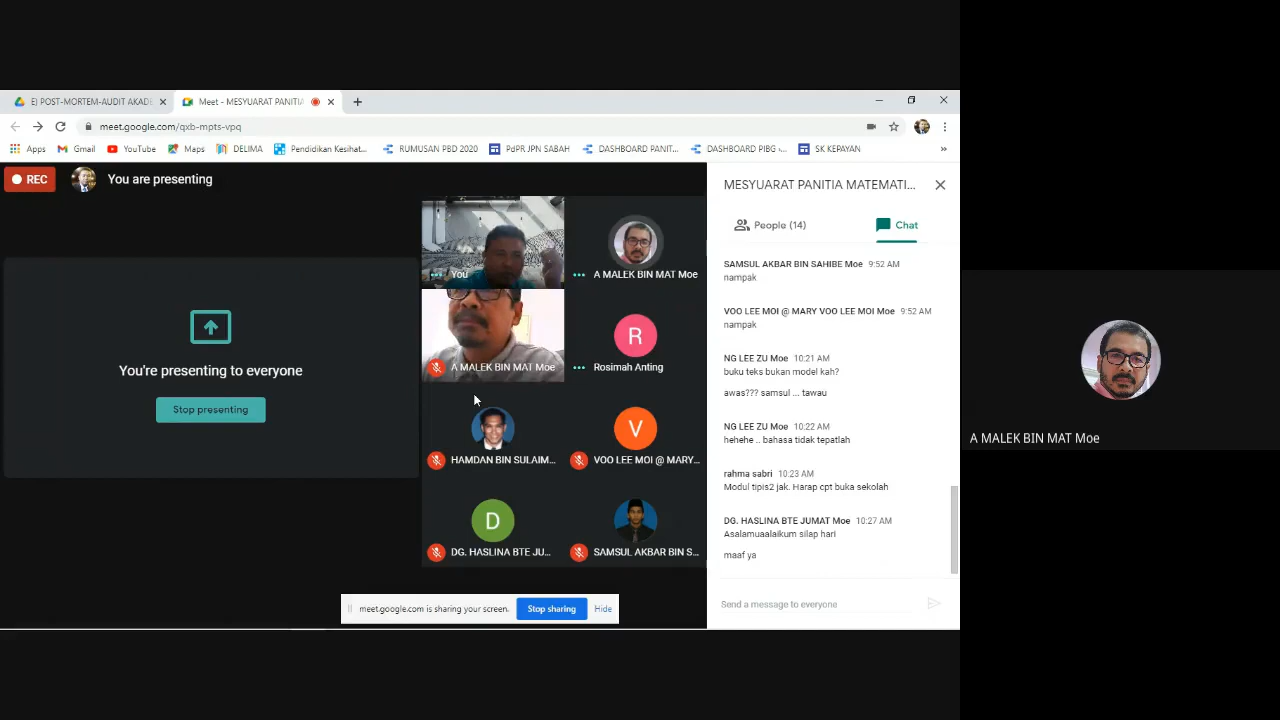 E) POST-MORTEM-AUDIT AKADE
Meet - MESYUARAT PANITIA
meet.google.com/qxb-mpts-vpq
Apps
Gmail
YouTube
Maps
DELIMA
Pendidikan Kesihat...
RUMUSAN PBD 2020
PdPR JPN SABAH
DASHBOARD PANIT...
DASHBOARD PIBG -...
SK KEPAYAN
REC
You are presenting
You're presenting to everyone
Stop presenting
You
A MALEK BIN MAT Moe
A MALEK BIN MAT Moe
R
Rosimah Anting
HAMDAN BIN SULAIM...
V
VOO LEE MOI @ MARY...
D
DG. HASLINA BTE JU...
SAMSUL AKBAR BIN S...
meet.google.com is sharing your screen.
Stop sharing
Hide
MESYUARAT PANITIA MATEMATI...
People (14)
Chat
SAMSUL AKBAR BIN SAHIBE Moe 9:52 AM
nampak
VOO LEE MOI @ MARY VOO LEE MOI Moe 9:52 AM
nampak
NG LEE ZU Moe 10:21 AM
buku teks bukan model kah?
awas??? samsul ... tawau
NG LEE ZU Moe 10:22 AM
hehehe .. bahasa tidak tepatlah
rahma sabri 10:23 AM
Modul tipis2 jak. Harap cpt buka sekolah
DG. HASLINA BTE JUMAT Moe 10:27 AM
Asalamuaalaikum silap hari
maaf ya
Send a message to everyone
A MALEK BIN MAT Moe